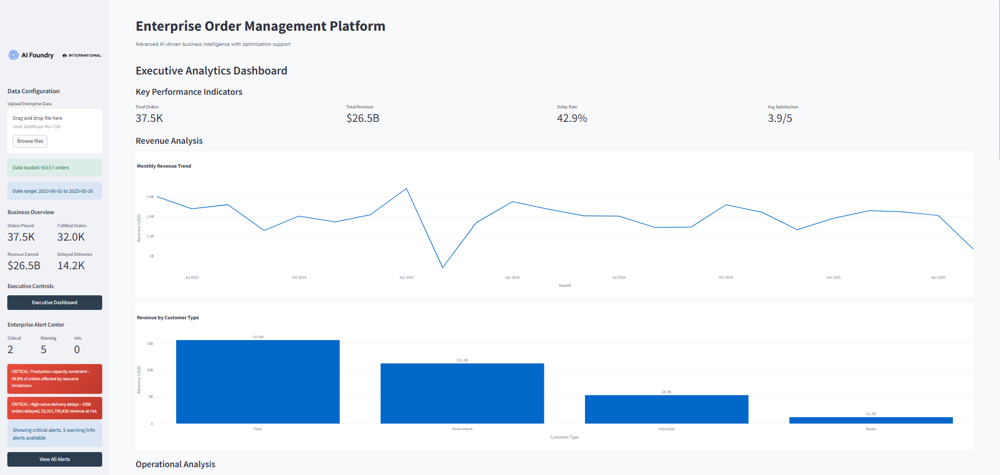 AI Foundry
INTERNATIONAL
Data Configuration
Upload Enterprise Data
Drag and drop file here
Limit 200MB per file • CSV
Browse files
Data loaded: 60157 orders
Date range: 2023-06-01 to 2025-05-30
Business Overview
Orders Placed
37.5K
Fulfilled Orders
32.0K
Revenue Earned
$26.5B
Delayed Deliveries
14.2K
Executive Controls
Executive Dashboard
Enterprise Alert Center
Critical
2
Warning
5
Info
0
CRITICAL: Production capacity constraint -
59.8% of orders affected by resource
limitations
CRITICAL: High-value delivery delays - 1058
orders delayed, $3,311,795,428 revenue at risk
Showing critical alerts. 5 warning/info
alerts available
View All Alerts
Enterprise Order Management Platform
Advanced AI-driven business intelligence with optimization support
Executive Analytics Dashboard
Key Performance Indicators
Total Orders
37.5K
Total Revenue
$26.5B
Delay Rate
42.9%
Avg Satisfaction
3.9/5
Revenue Analysis
Monthly Revenue Trend
Revenue (USD)
1.6B
1.4B
1.2B
1B
Jul 2023
Oct 2023
Jan 2024
Apr 2024
Jul 2024
Oct 2024
Jan 2025
Apr 2025
Month
Revenue by Customer Type
Revenue (USD)
15B
10B
5B
0
$15.6B
$11.2B
$5.3B
$1.2B
Fleet
Government
Individual
Dealer
Customer Type
Operational Analysis